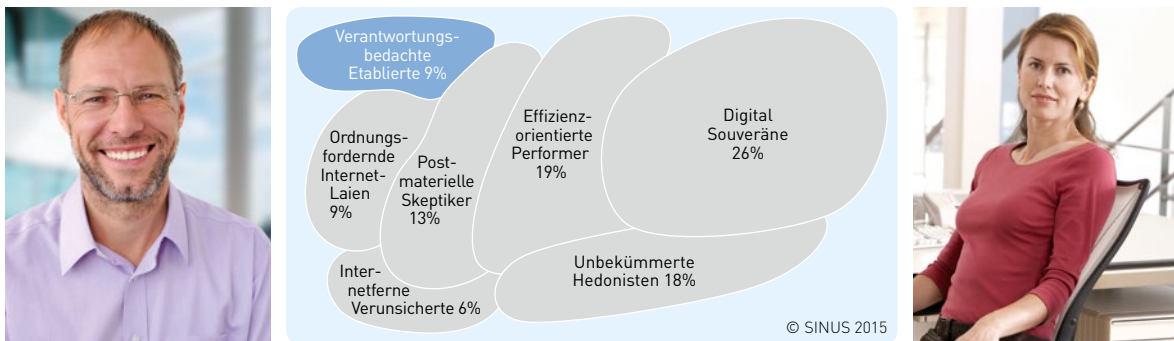 Verantwortungs-
bedachte
Etablierte 9%
Ordnungs-
fordernde
Internet-
Laien
9%
Post-
materielle
Skeptiker
13%
Effizienz-
orientierte
Performer
19%
Digital
Souveräne
26%
Inter-
netferne
Verunsicherte 6%
Unbekümmerte
Hedonisten 18%
© SINUS 2015